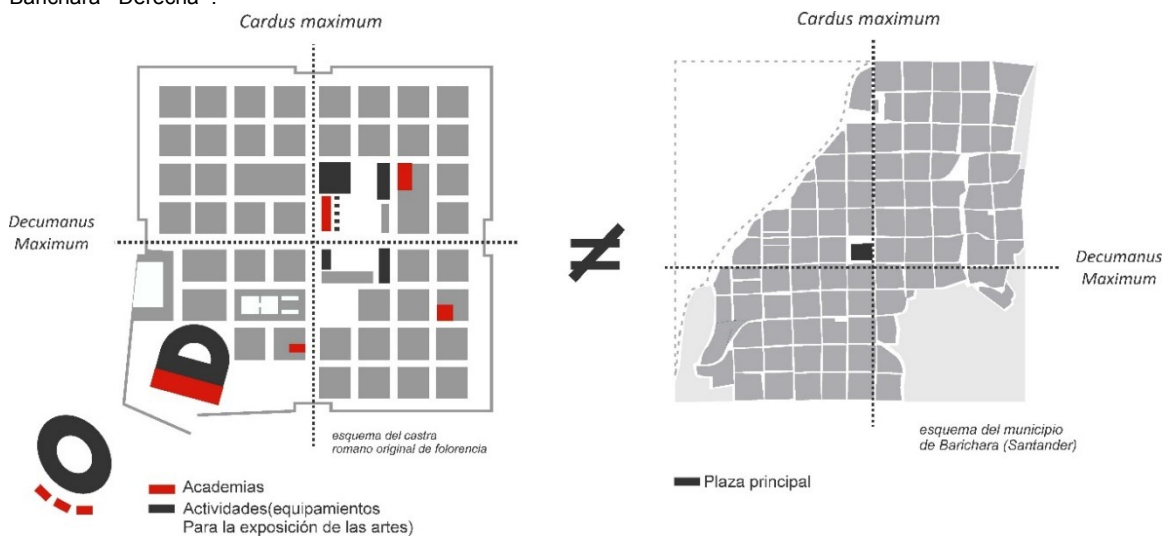 Barichara "Derecha".
Cardus maximum
Decumanus
Maximum
esquema del castra
romano original de folorencia
Academias
Actividades(equipamientos
Para la exposición de las artes)
≠
Cardus maximum
Decumanus
Maximum
esquema del municipio
de Barichara (Santander)
Plaza principal